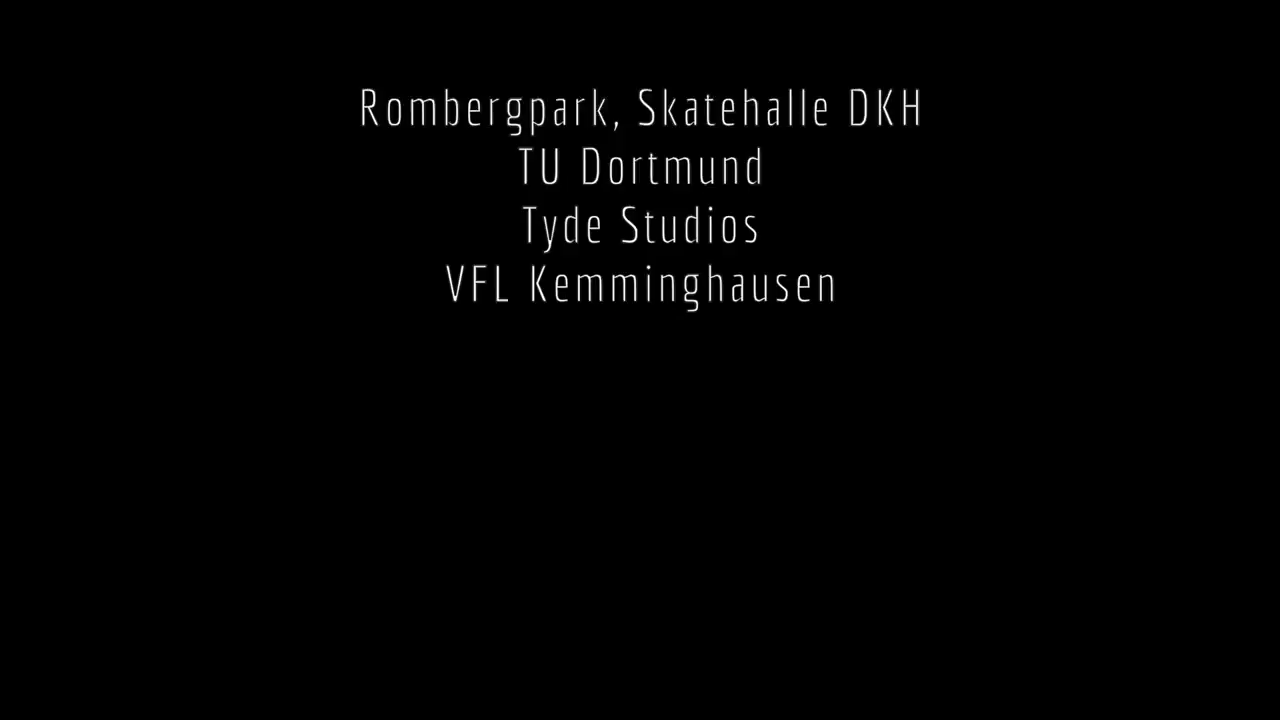 Rombergpark, Skatehalle DKH
TU Dortmund
Tyde Studios
VFL Kemminghausen